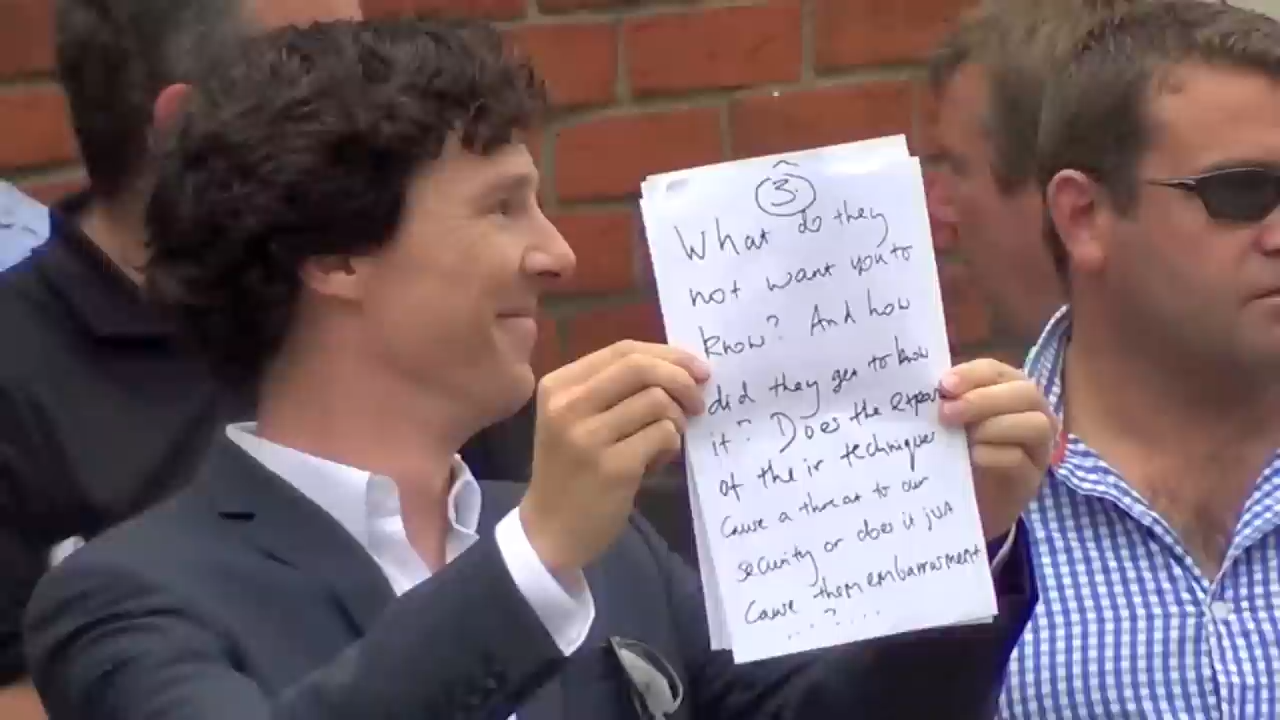 3
What do they
not want you to
know? And how
did they get to know
it? Does the expos
of their techniques
cause a threat to our
security or does it just
cause them embarrassment
...?....